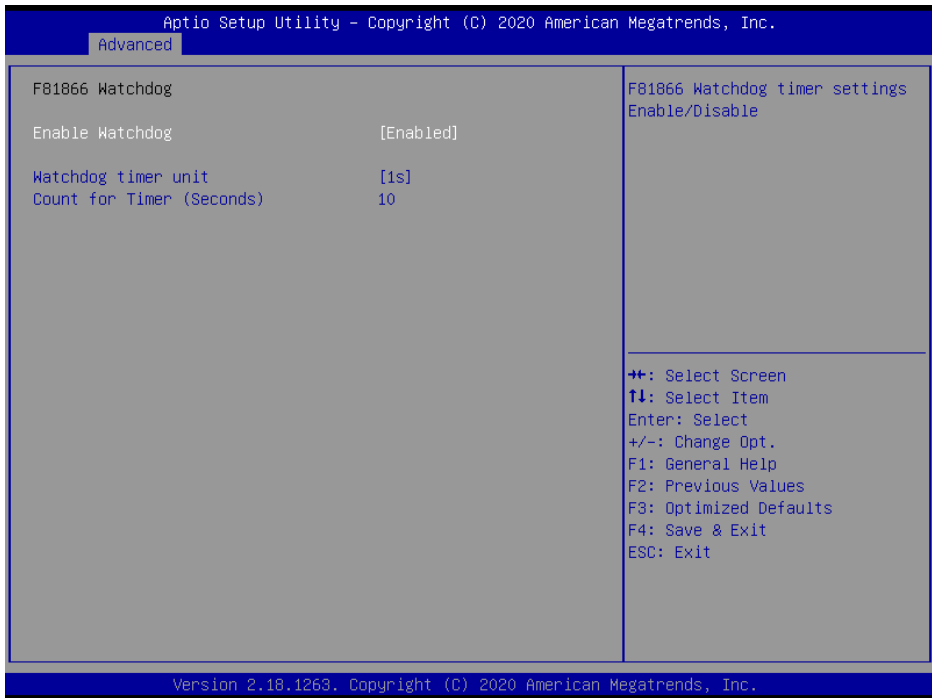 Aptio Setup Utility – Copyright (C) 2020 American Megatrends, Inc.
Advanced
F81866 Watchdog
Enable Watchdog [Enabled]
Watchdog timer unit [1s]
Count for Timer (Seconds) 10
F81866 Watchdog timer settings
Enable/Disable
→←: Select Screen
↑↓: Select Item
Enter: Select
+/-: Change Opt.
F1: General Help
F2: Previous Values
F3: Optimized Defaults
F4: Save & Exit
ESC: Exit
Version 2.18.1263. Copyright (C) 2020 American Megatrends, Inc.